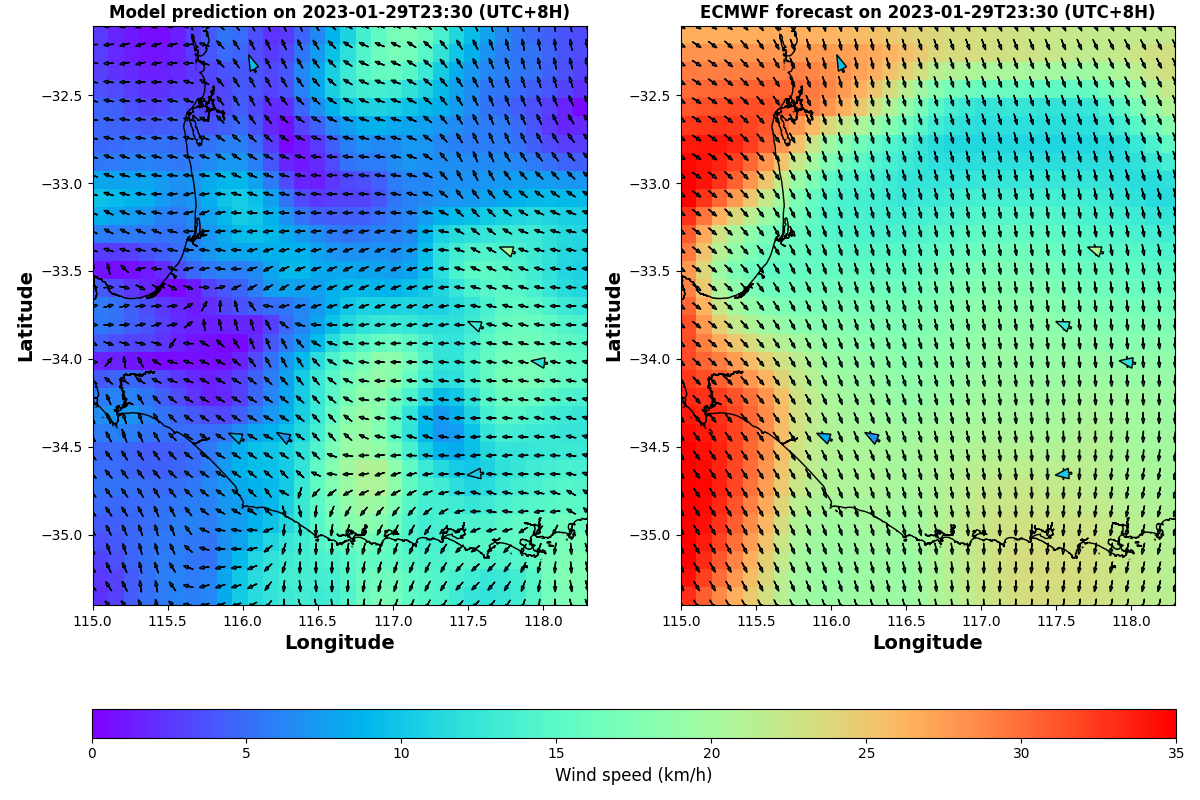 Model prediction on 2023-01-29T23:30 (UTC+8H)
ECMWF forecast on 2023-01-29T23:30 (UTC+8H)
Latitude
−32.5
−33.0
−33.5
−34.0
−34.5
−35.0
115.0 115.5 116.0 116.5 117.0 117.5 118.0
Longitude
Latitude
−32.5
−33.0
−33.5
−34.0
−34.5
−35.0
115.0 115.5 116.0 116.5 117.0 117.5 118.0
Longitude
0 5 10 15 20 25 30 35
Wind speed (km/h)